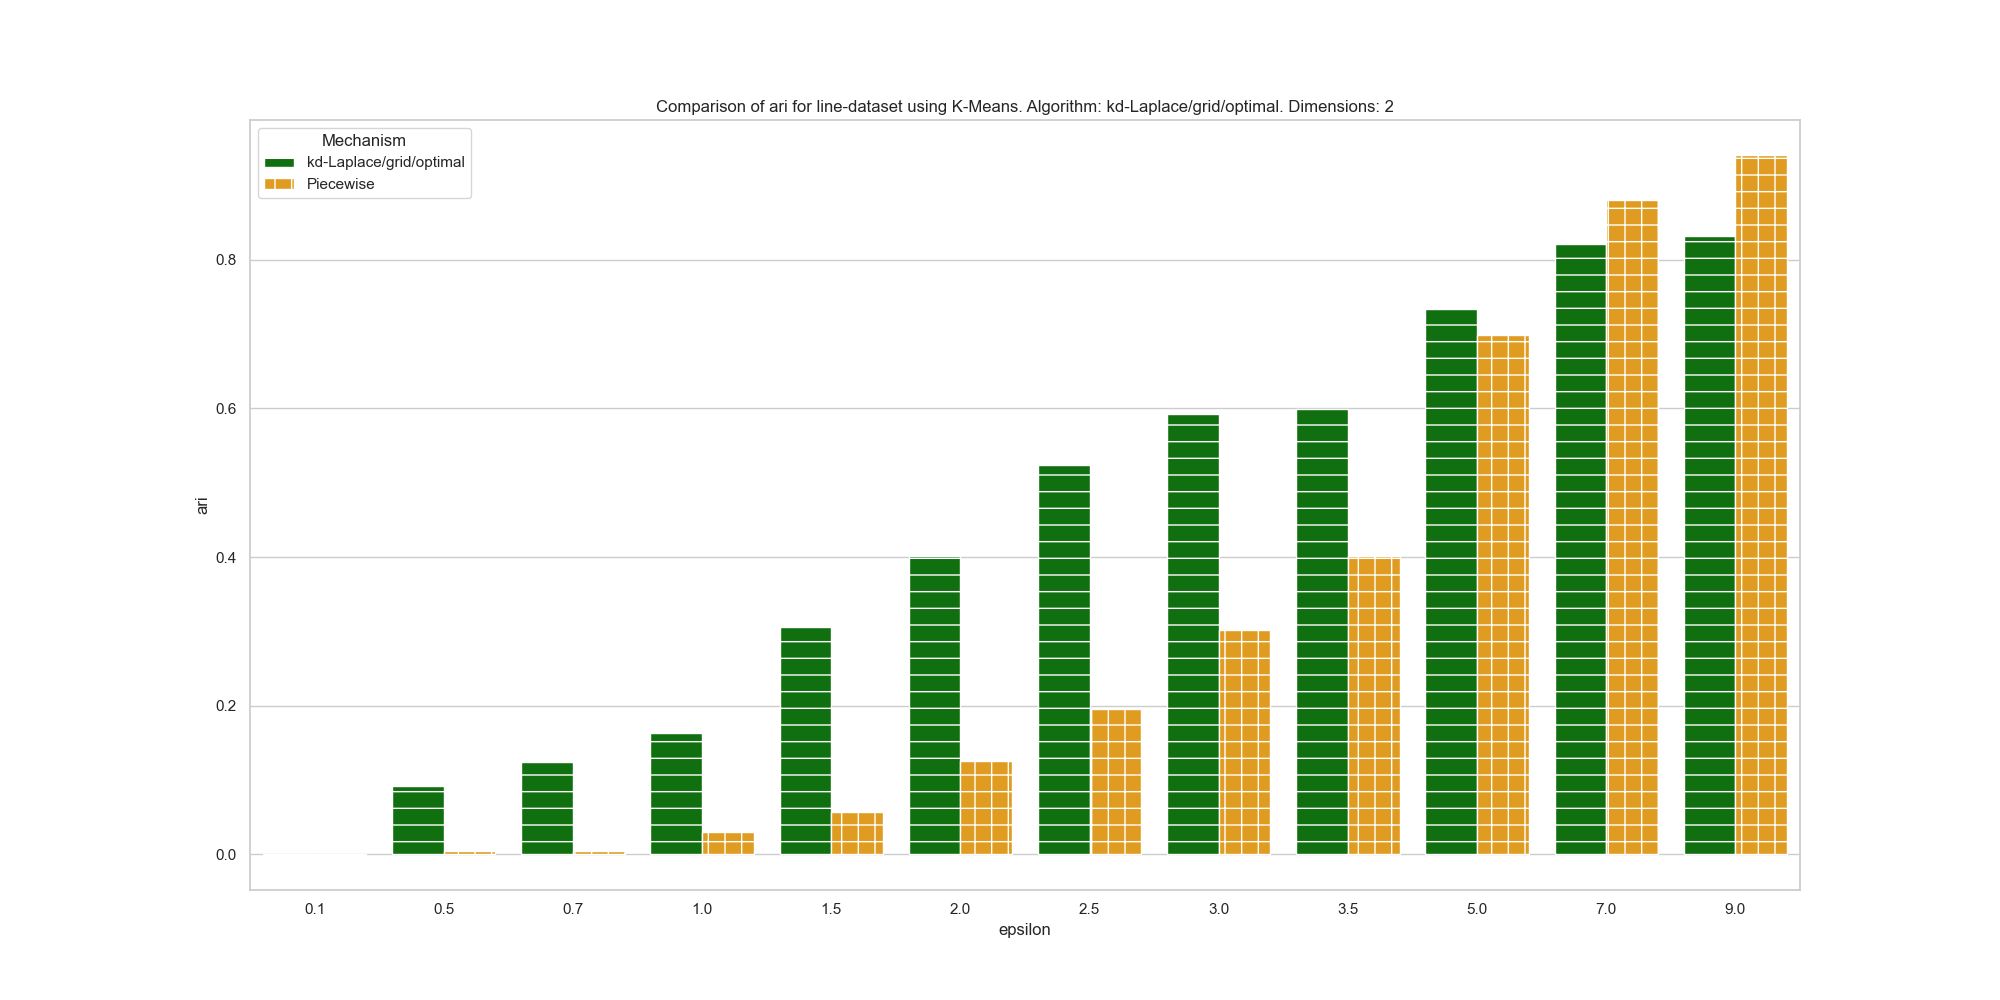 Comparison of ari for line-dataset using K-Means. Algorithm: kd-Laplace/grid/optimal. Dimensions: 2
Mechanism
kd-Laplace/grid/optimal
Piecewise
0.8
0.6
0.4
0.2
0.0
ari
0.1 0.5 0.7 1.0 1.5 2.0 2.5 3.0 3.5 5.0 7.0 9.0
epsilon